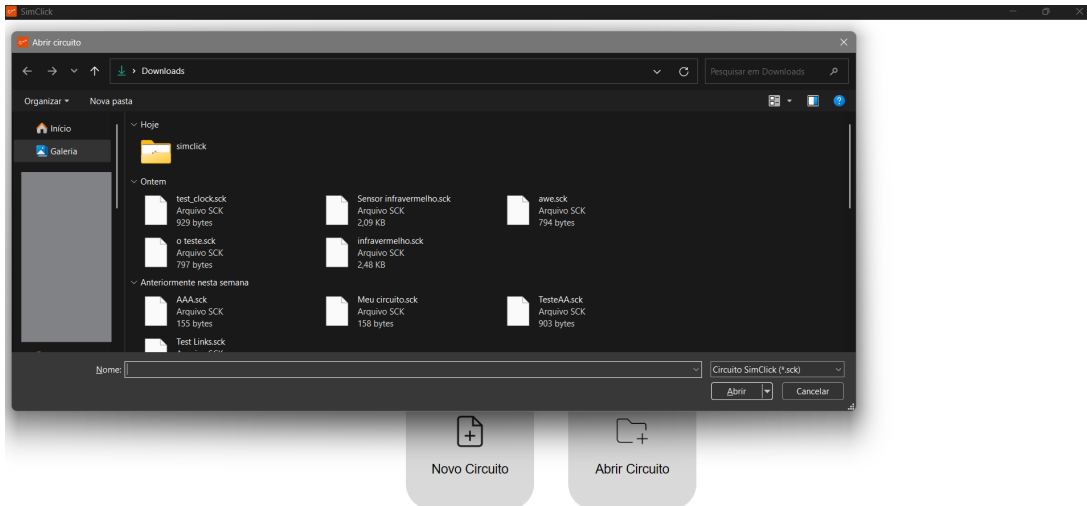 SimClick
Abrir circuito
Downloads
Pesquisar em Downloads
Organizar
Nova pasta
Início
Galeria
Hoje
simclick
Ontem
test_clock.sck
Arquivo SCK
929 bytes
Sensor infravermelho.sck
Arquivo SCK
2,09 KB
awe.sck
Arquivo SCK
794 bytes
o teste.sck
Arquivo SCK
797 bytes
infravermelho.sck
Arquivo SCK
2,48 KB
Anteriormente nesta semana
AAA.sck
Arquivo SCK
155 bytes
Meu circuito.sck
Arquivo SCK
158 bytes
TesteAA.sck
Arquivo SCK
903 bytes
Test Links.sck
Nome:
Circuito SimClick (*.sck)
Abrir
Cancelar
Novo Circuito
Abrir Circuito